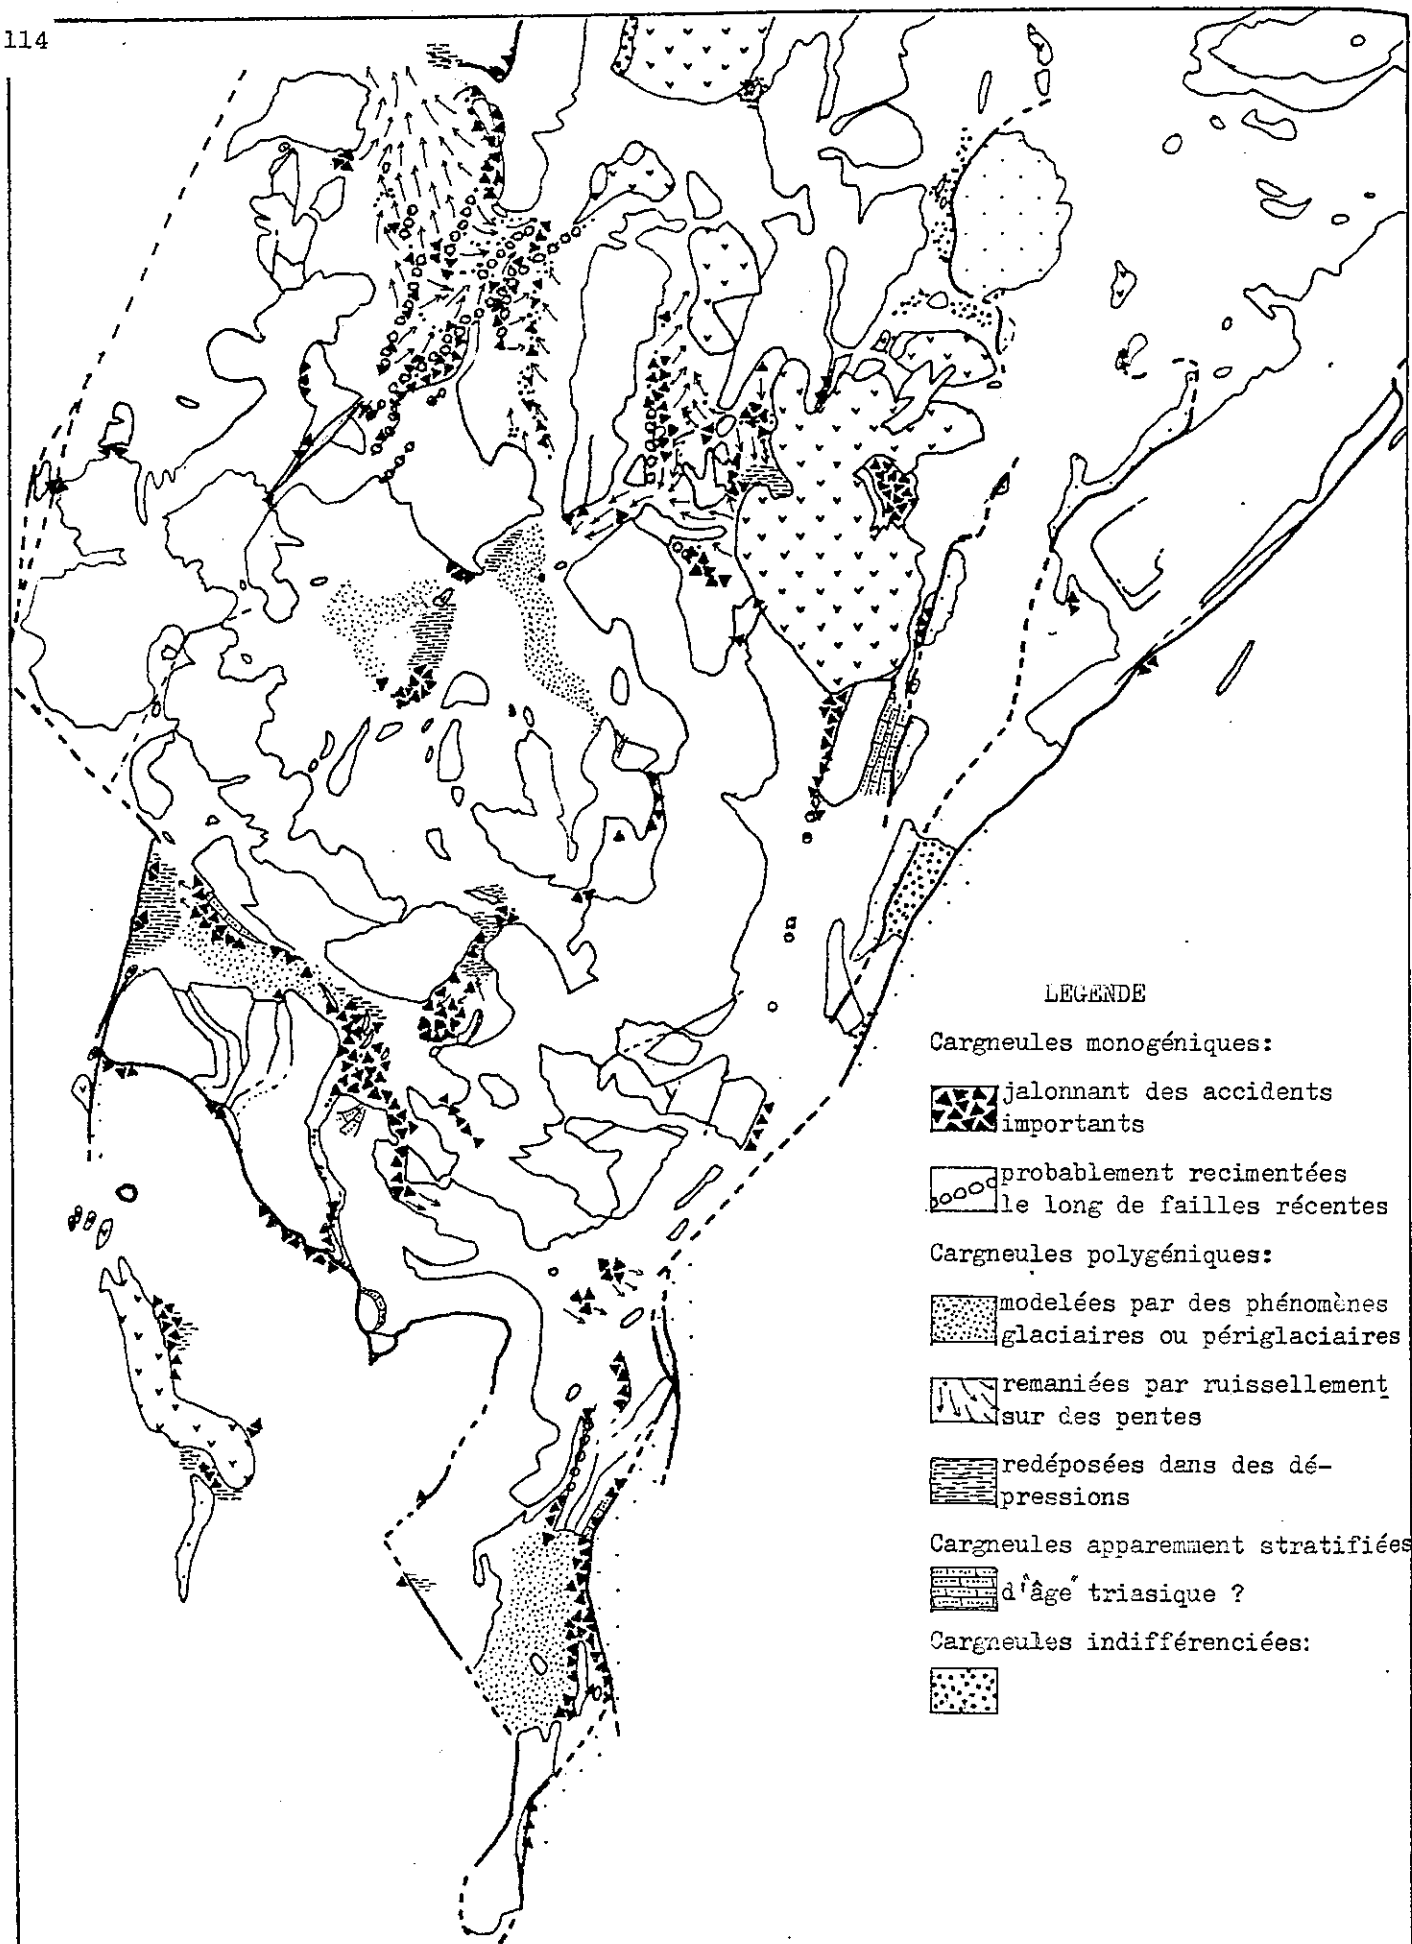 114
LEGENDE
Cargneules monogéniques:
jalonnant des accidents
importants
probablement recimentées
le long de failles récentes
Cargneules polygéniques:
modelées par des phénomènes
glaciaires ou périglaciaires
remaniées par ruissellement
sur des pentes
redéposées dans des dé-
pressions
Cargneules apparemment stratifiées
d'"âge" triasique ?
Cargneules indifférenciées: